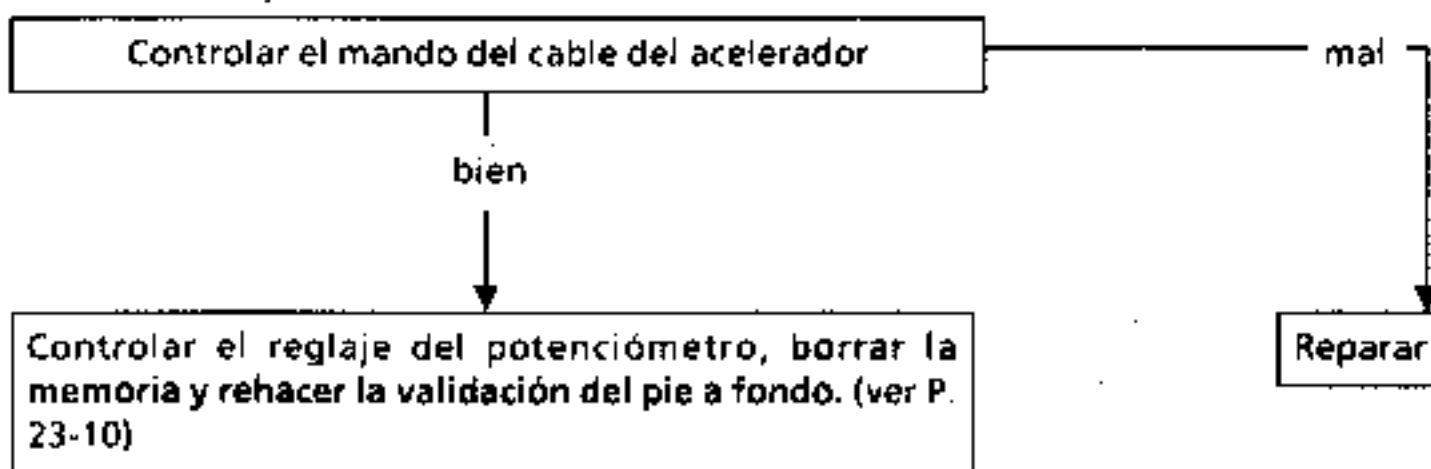 Controlar el mando del cable del acelerador
mal
bien
Controlar el reglaje del potenciómetro, borrar la
memoria y rehacer la validación del pie a fondo. (ver P.
23-10)
Reparar